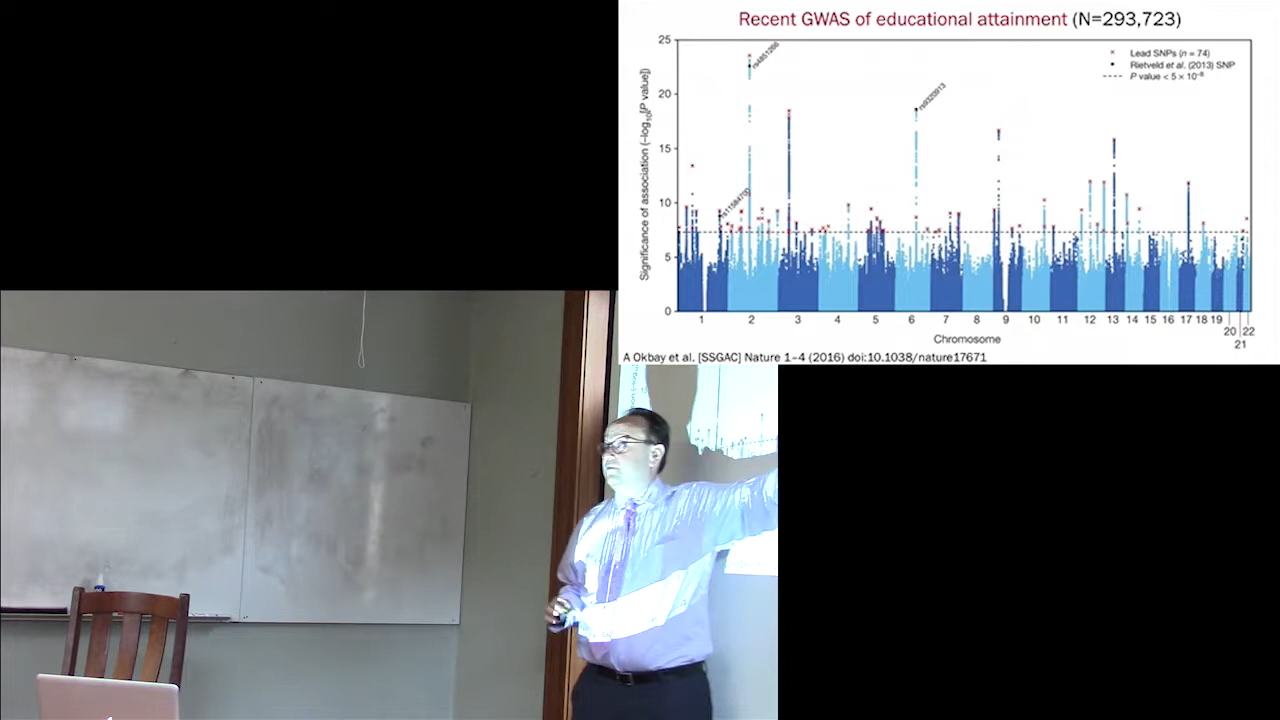 Recent GWAS of educational attainment (N=293,723)
25
20
15
10
5
0
Significance of association (–log10[P value])
rs4851266
rs9320913
rs11584700
Lead SNPs (n = 74)
Rietveld et al. (2013) SNP
P value < 5 × 10–8
1 2 3 4 5 6 7 8 9 10 11 12 13 14 15 16 17 18 19 20 21 22
Chromosome
A Okbay et al. [SSGAC] Nature 1–4 (2016) doi:10.1038/nature17671